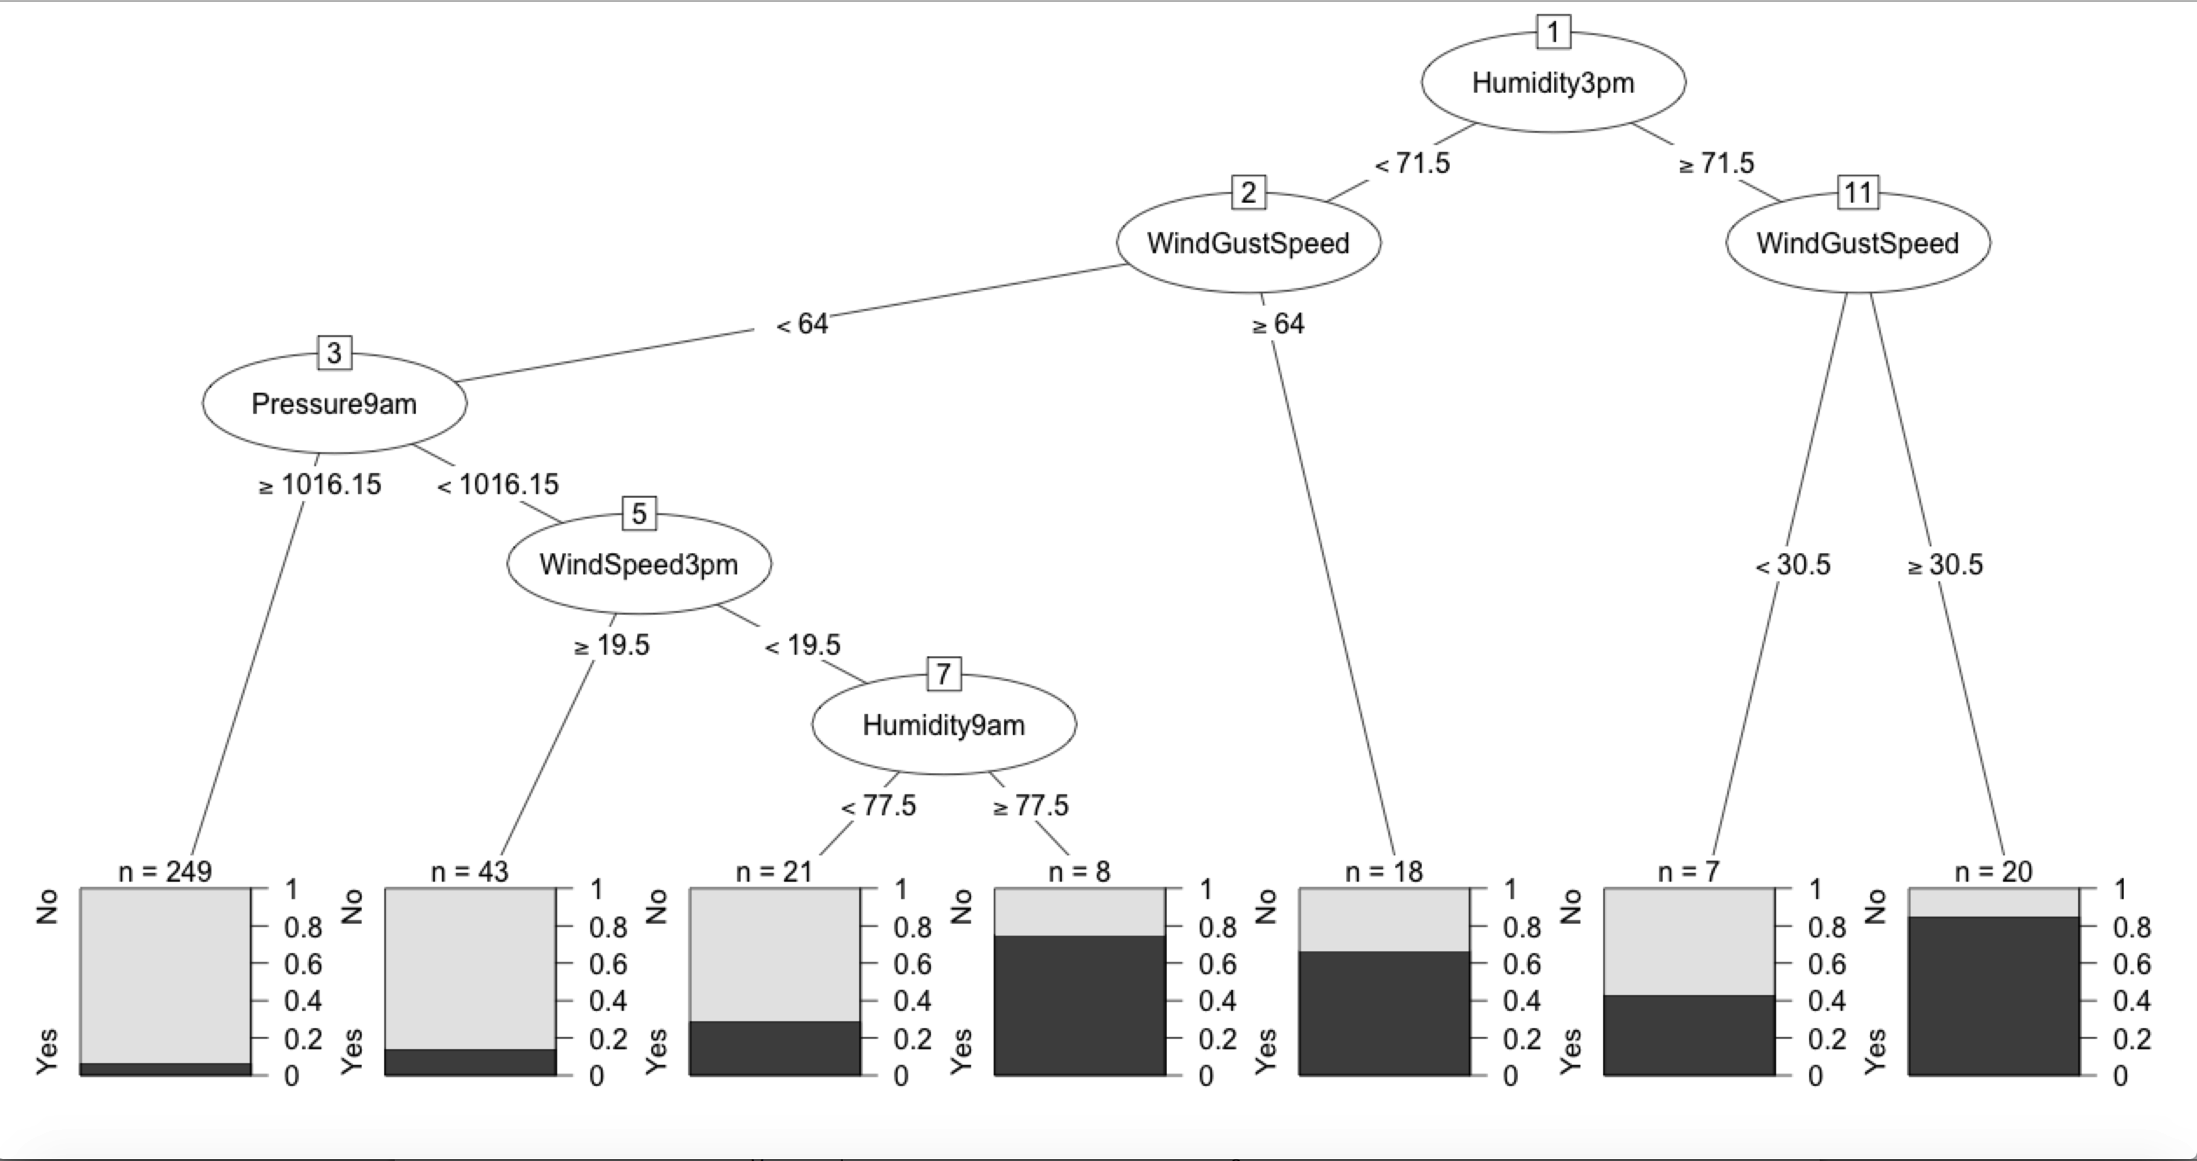 1
Humidity3pm
< 71.5 ≥ 71.5
2 11
WindGustSpeed WindGustSpeed
< 64 ≥ 64
3
Pressure9am
≥ 1016.15 < 1016.15
5
WindSpeed3pm < 30.5 ≥ 30.5
≥ 19.5 < 19.5
7
Humidity9am
< 77.5 ≥ 77.5
n = 249 n = 43 n = 21 n = 8 n = 18 n = 7 n = 20
No 1 No 1 No 1 No 1 No 1 No 1 No 1
0.8 0.8 0.8 0.8 0.8 0.8 0.8
0.6 0.6 0.6 0.6 0.6 0.6 0.6
0.4 0.4 0.4 0.4 0.4 0.4 0.4
Yes 0.2 Yes 0.2 Yes 0.2 Yes 0.2 Yes 0.2 Yes 0.2 Yes 0.2
0 0 0 0 0 0 0